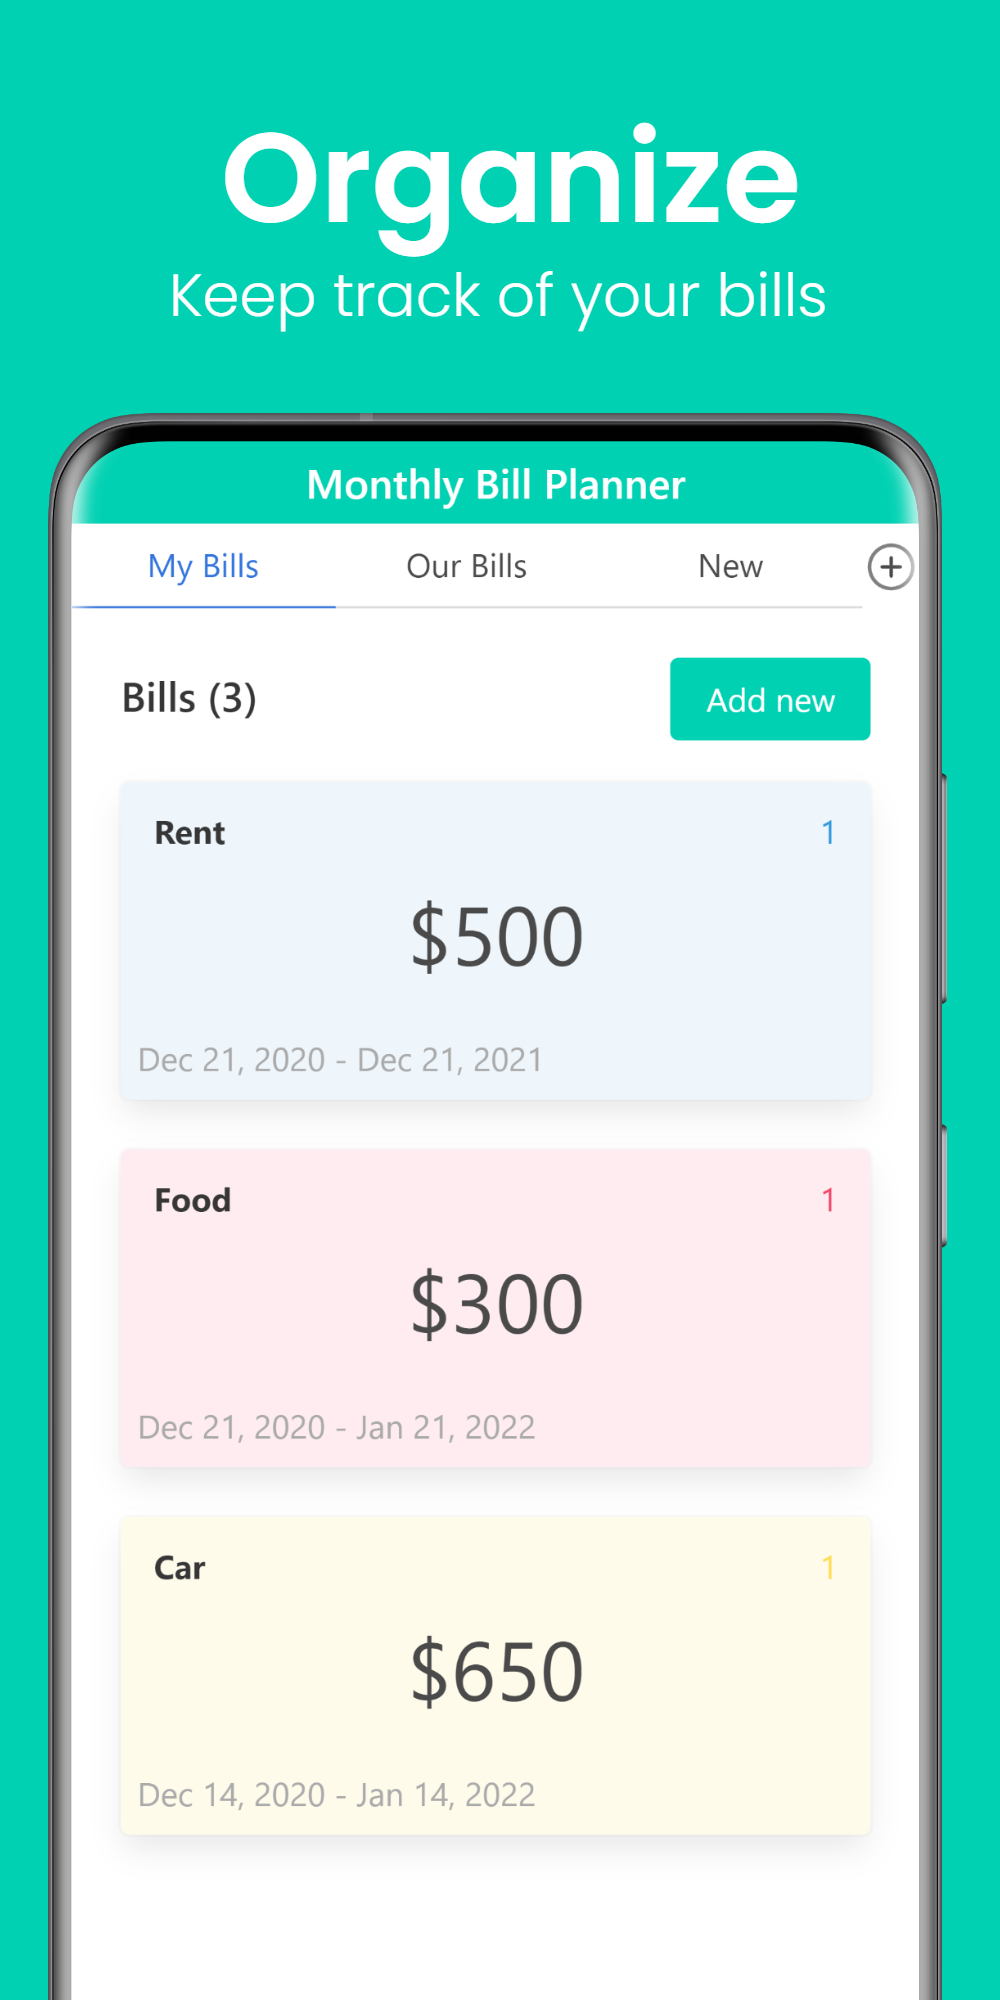 Organize
Keep track of your bills
Monthly Bill Planner
My Bills Our Bills New
Bills (3) Add new
Rent 1
$500
Dec 21, 2020 - Dec 21, 2021
Food 1
$300
Dec 21, 2020 - Jan 21, 2022
Car 1
$650
Dec 14, 2020 - Jan 14, 2022